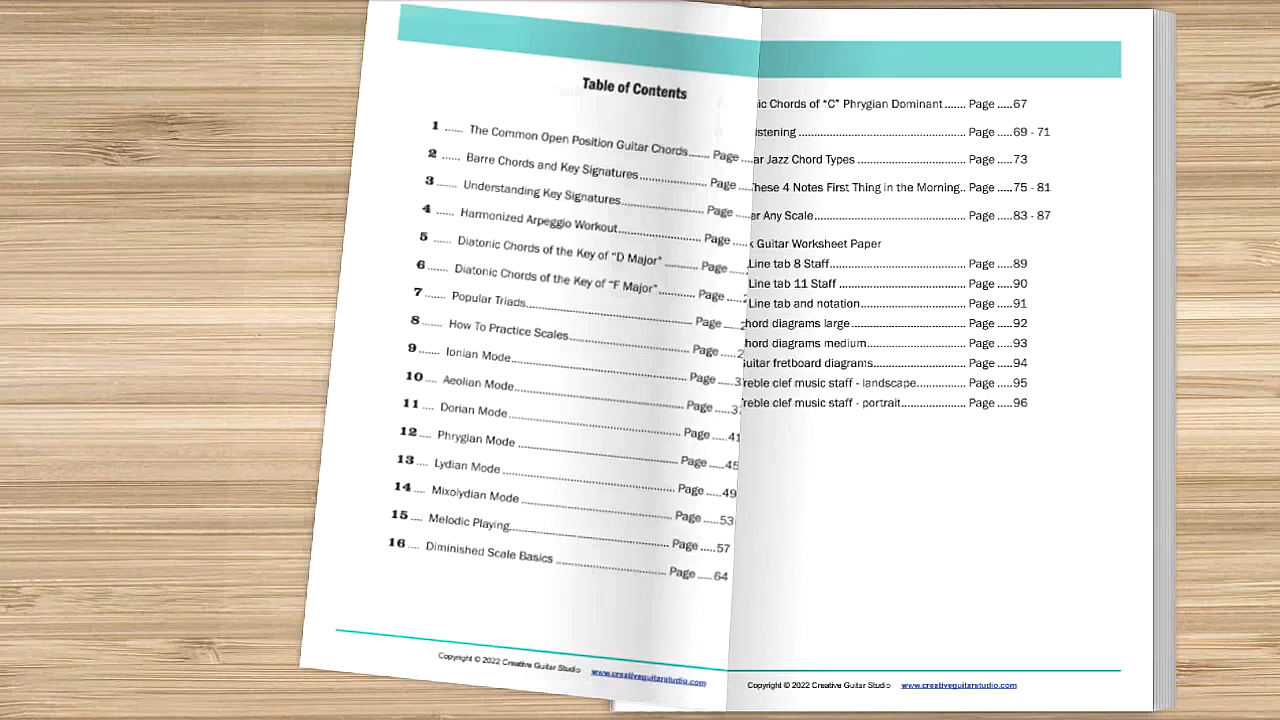 Table of Contents
1 ...... The Common Open Position Guitar Chords....... Page ....
2 ...... Barre Chords and Key Signatures....................... Page ....
3 ...... Understanding Key Signatures............................ Page ....
4 ...... Harmonized Arpeggio Workout............................ Page ....
5 ...... Diatonic Chords of the Key of “D Major” ........... Page ....
6 ...... Diatonic Chords of the Key of “F Major”............ Page ....
7 ...... Popular Triads.................................................. Page ....
8 ...... How To Practice Scales...................................... Page ....
9 ...... Ionian Mode..................................................... Page ....
10 .... Aeolian Mode................................................... Page ....
11 .... Dorian Mode .................................................... Page .....41
12 .... Phrygian Mode ................................................. Page .....45
13 .... Lydian Mode .................................................... Page .....49
14 .... Mixolydian Mode .............................................. Page .....53
15 .... Melodic Playing................................................ Page .....57
16 .... Diminished Scale Basics ................................... Page .....64
Copyright © 2022 Creative Guitar Studio www.creativeguitarstudio.com
ic Chords of “C” Phrygian Dominant ....... Page .....67
istening .................................................. Page .....69 - 71
ar Jazz Chord Types ................................ Page .....73
These 4 Notes First Thing in the Morning.. Page .....75 - 81
er Any Scale............................................. Page .....83 - 87
k Guitar Worksheet Paper
Line tab 8 Staff......................................... Page .....89
Line tab 11 Staff ...................................... Page .....90
Line tab and notation................................ Page .....91
hord diagrams large .................................. Page .....92
hord diagrams medium............................. Page .....93
uitar fretboard diagrams........................... Page .....94
reble clef music staff - landscape.............. Page .....95
reble clef music staff - portrait.................. Page .....96
Copyright © 2022 Creative Guitar Studio www.creativeguitarstudio.com